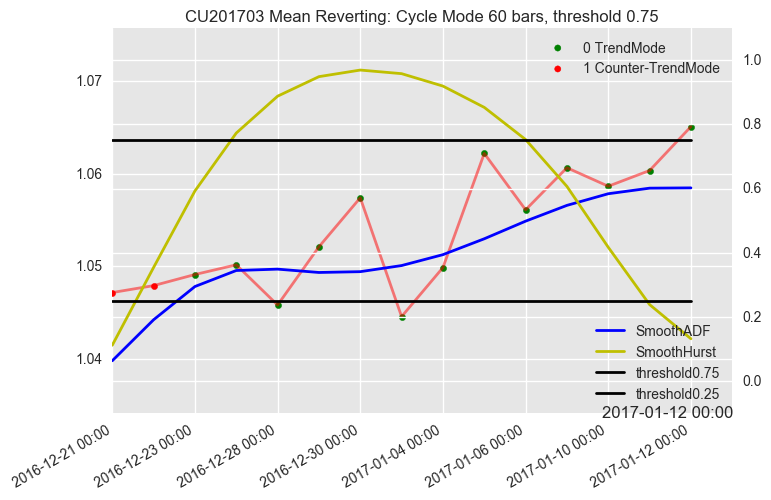 CU201703 Mean Reverting: Cycle Mode 60 bars, threshold 0.75
0 TrendMode
1 Counter-TrendMode
1.07
1.06
1.05
1.04
1.0
0.8
0.6
0.4
0.2
0.0
SmoothADF
SmoothHurst
threshold0.75
threshold0.25
2017-01-12 00:00
2016-12-21 00:00
2016-12-23 00:00
2016-12-28 00:00
2016-12-30 00:00
2017-01-04 00:00
2017-01-06 00:00
2017-01-10 00:00
2017-01-12 00:00